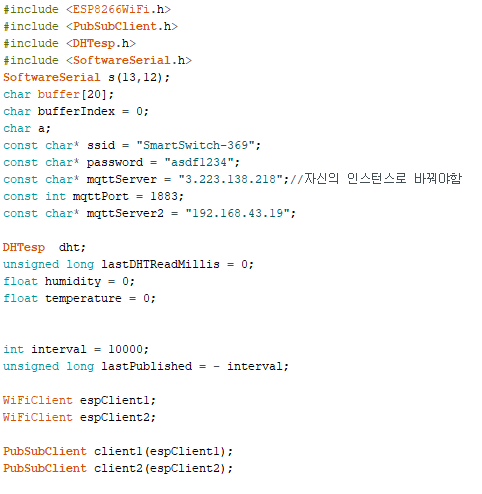 #include <ESP8266WiFi.h>
#include <PubSubClient.h>
#include <DHTesp.h>
#include <SoftwareSerial.h>
SoftwareSerial s(13,12);
char buffer[20];
char bufferIndex = 0;
char a;
const char* ssid = "SmartSwitch-369";
const char* password = "asdf1234";
const char* mqttServer = "3.223.138.218";//자신의 인스턴스로 바꿔야함
const int mqttPort = 1883;
const char* mqttServer2 = "192.168.43.19";
DHTesp  dht;
unsigned long lastDHTReadMillis = 0;
float humidity = 0;
float temperature = 0;
int interval = 10000;
unsigned long lastPublished = - interval;
WiFiClient espClient1;
WiFiClient espClient2;
PubSubClient client1(espClient1);
PubSubClient client2(espClient2);